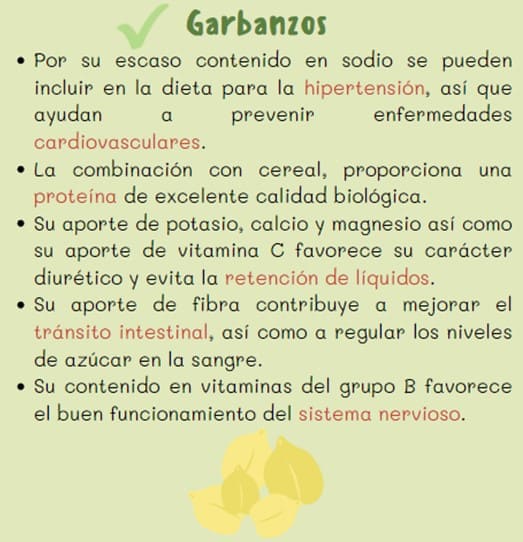 Garbanzos
• Por su escaso contenido en sodio se pueden
incluir en la dieta para la hipertensión, así que
ayudan a prevenir enfermedades
cardiovasculares.
• La combinación con cereal, proporciona una
proteína de excelente calidad biológica.
• Su aporte de potasio, calcio y magnesio así como
su aporte de vitamina C favorece su carácter
diurético y evita la retención de líquidos.
• Su aporte de fibra contribuye a mejorar el
tránsito intestinal, así como a regular los niveles
de azúcar en la sangre.
• Su contenido en vitaminas del grupo B favorece
el buen funcionamiento del sistema nervioso.